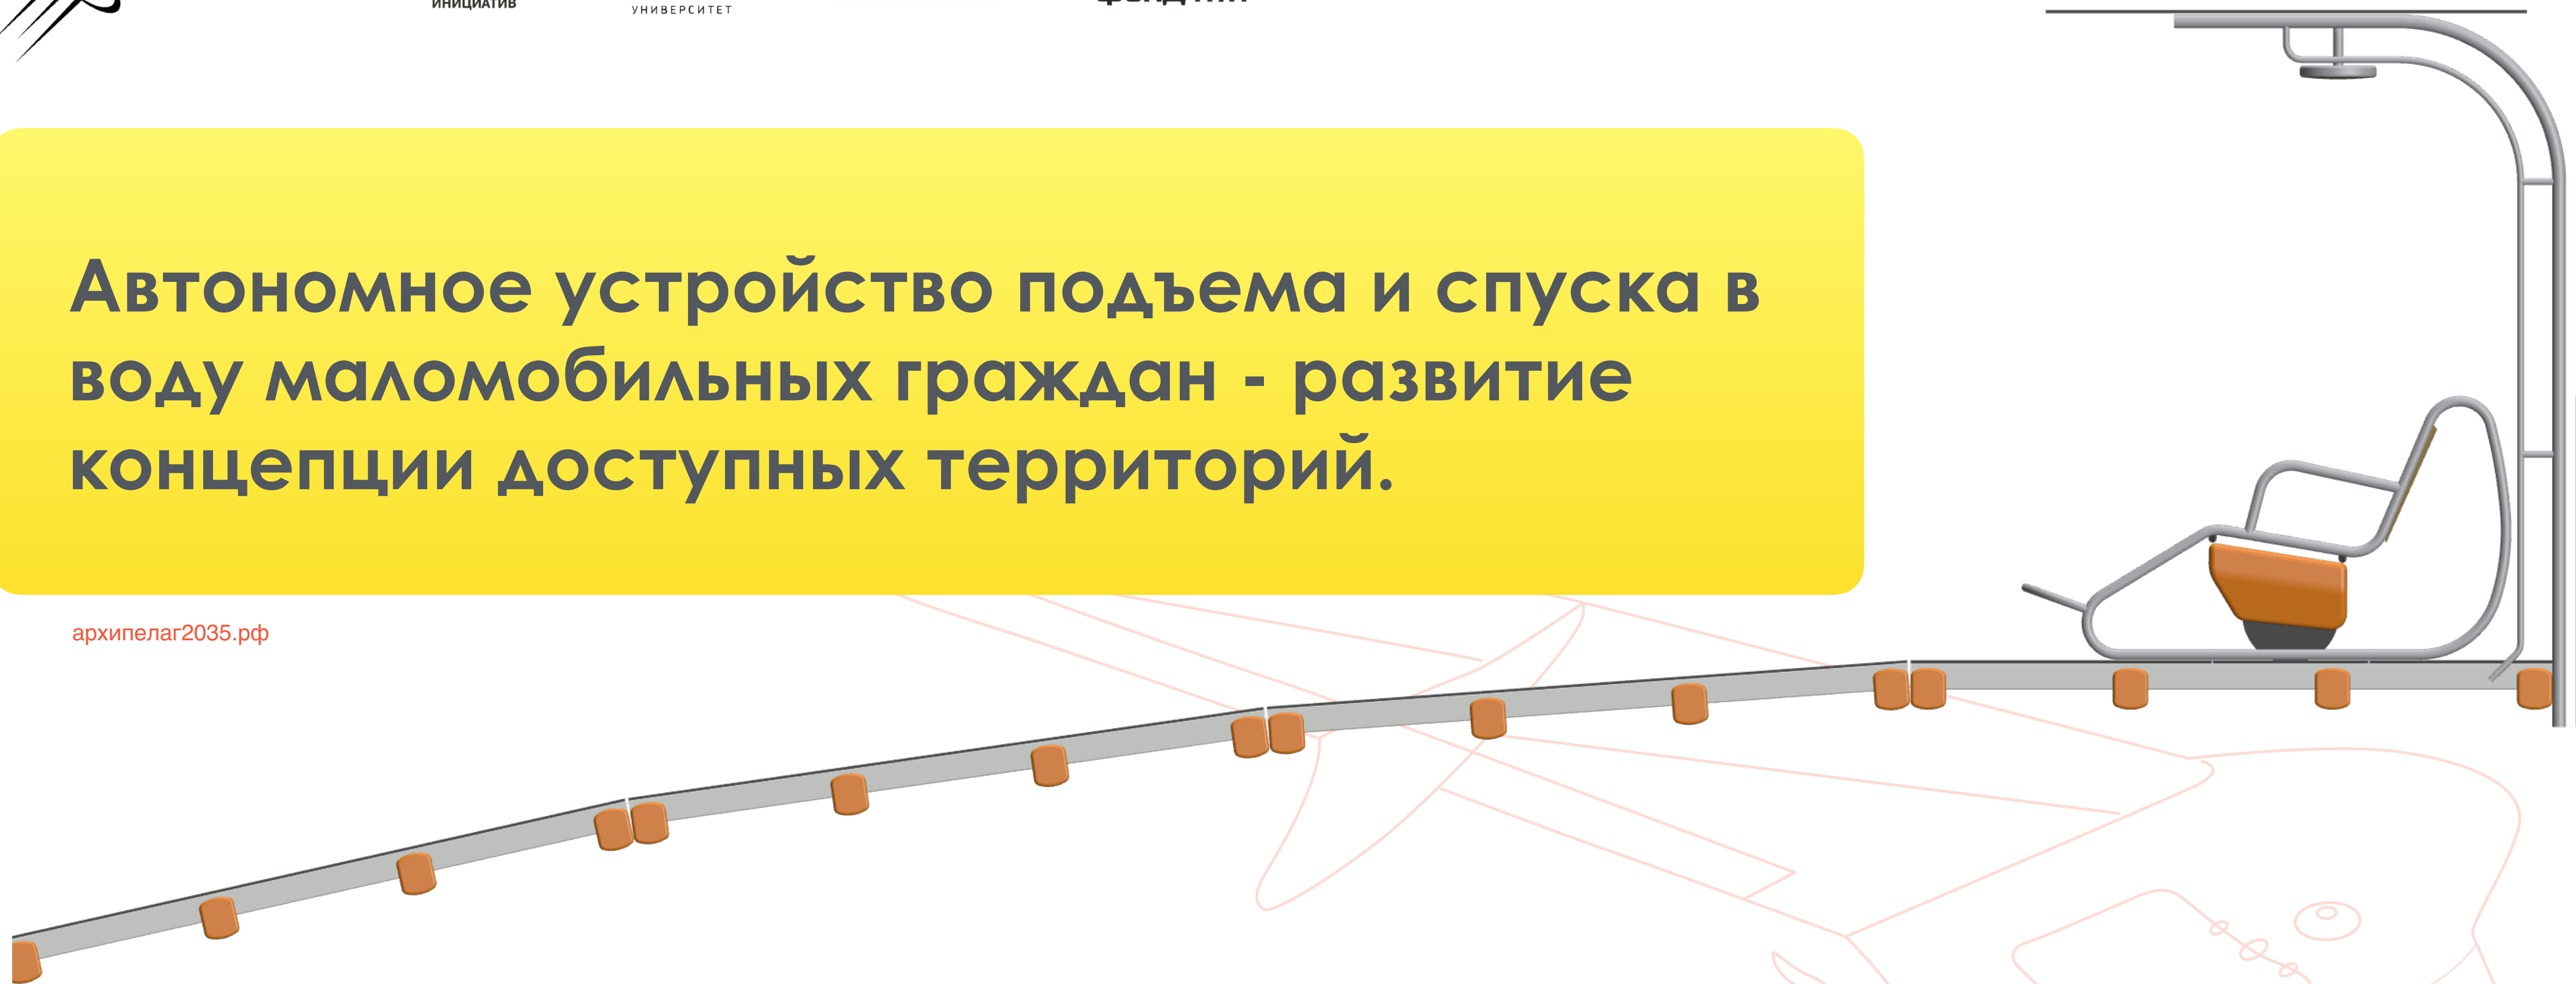 ИНИЦИАТИВ
УНИВЕРСИТЕТ
Автономное устройство подъема и спуска в
воду маломобильных граждан - развитие
концепции доступных территорий.
архипелаг2035.рф